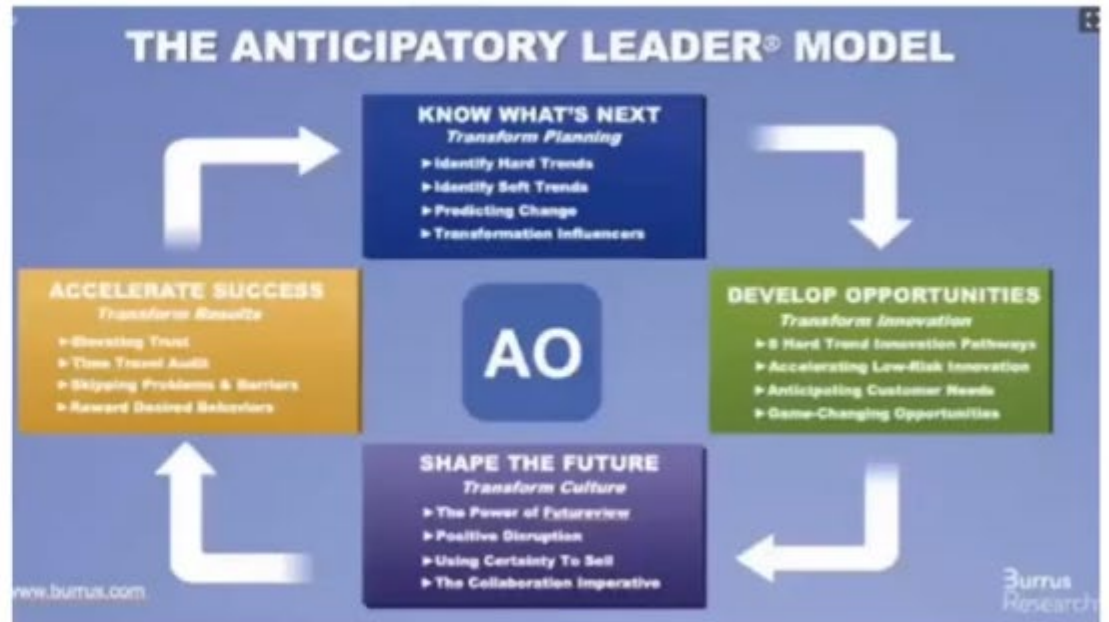 THE ANTICIPATORY LEADER® MODEL
KNOW WHAT'S NEXT
Transform Planning
►Identify Hard Trends
►Identify Soft Trends
►Predicting Change
►Transformation Influencers
DEVELOP OPPORTUNITIES
Transform Innovation
►8 Hard Trend Innovation Pathways
►Accelerating Low-Risk Innovation
►Anticipating Customer Needs
►Game-Changing Opportunities
SHAPE THE FUTURE
Transform Culture
►The Power of Futureview
►Positive Disruption
►Using Certainty To Sell
►The Collaboration Imperative
ACCELERATE SUCCESS
Transform Results
►Elevating Trust
►Time Travel Audit
►Skipping Problems & Barriers
►Reward Desired Behaviors
AO
www.burrus.com
Burrus
Research